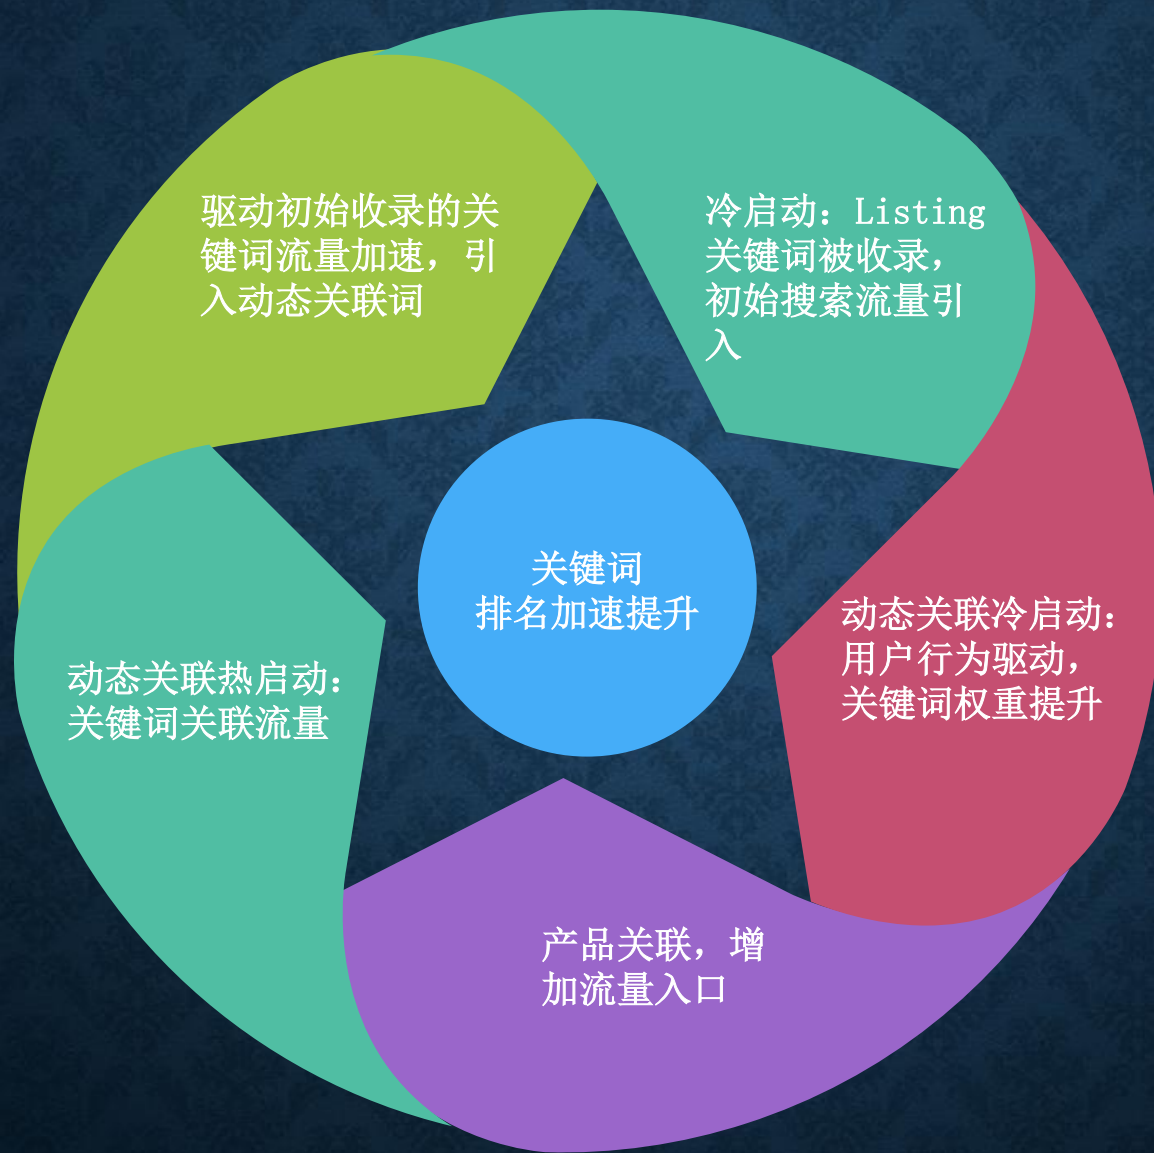 驱动初始收录的关
键词流量加速，引
入动态关联词
冷启动：Listing
关键词被收录，
初始搜索流量引
入
关键词
排名加速提升
动态关联冷启动：
用户行为驱动，
关键词权重提升
动态关联热启动：
关键词关联流量
产品关联，增
加流量入口